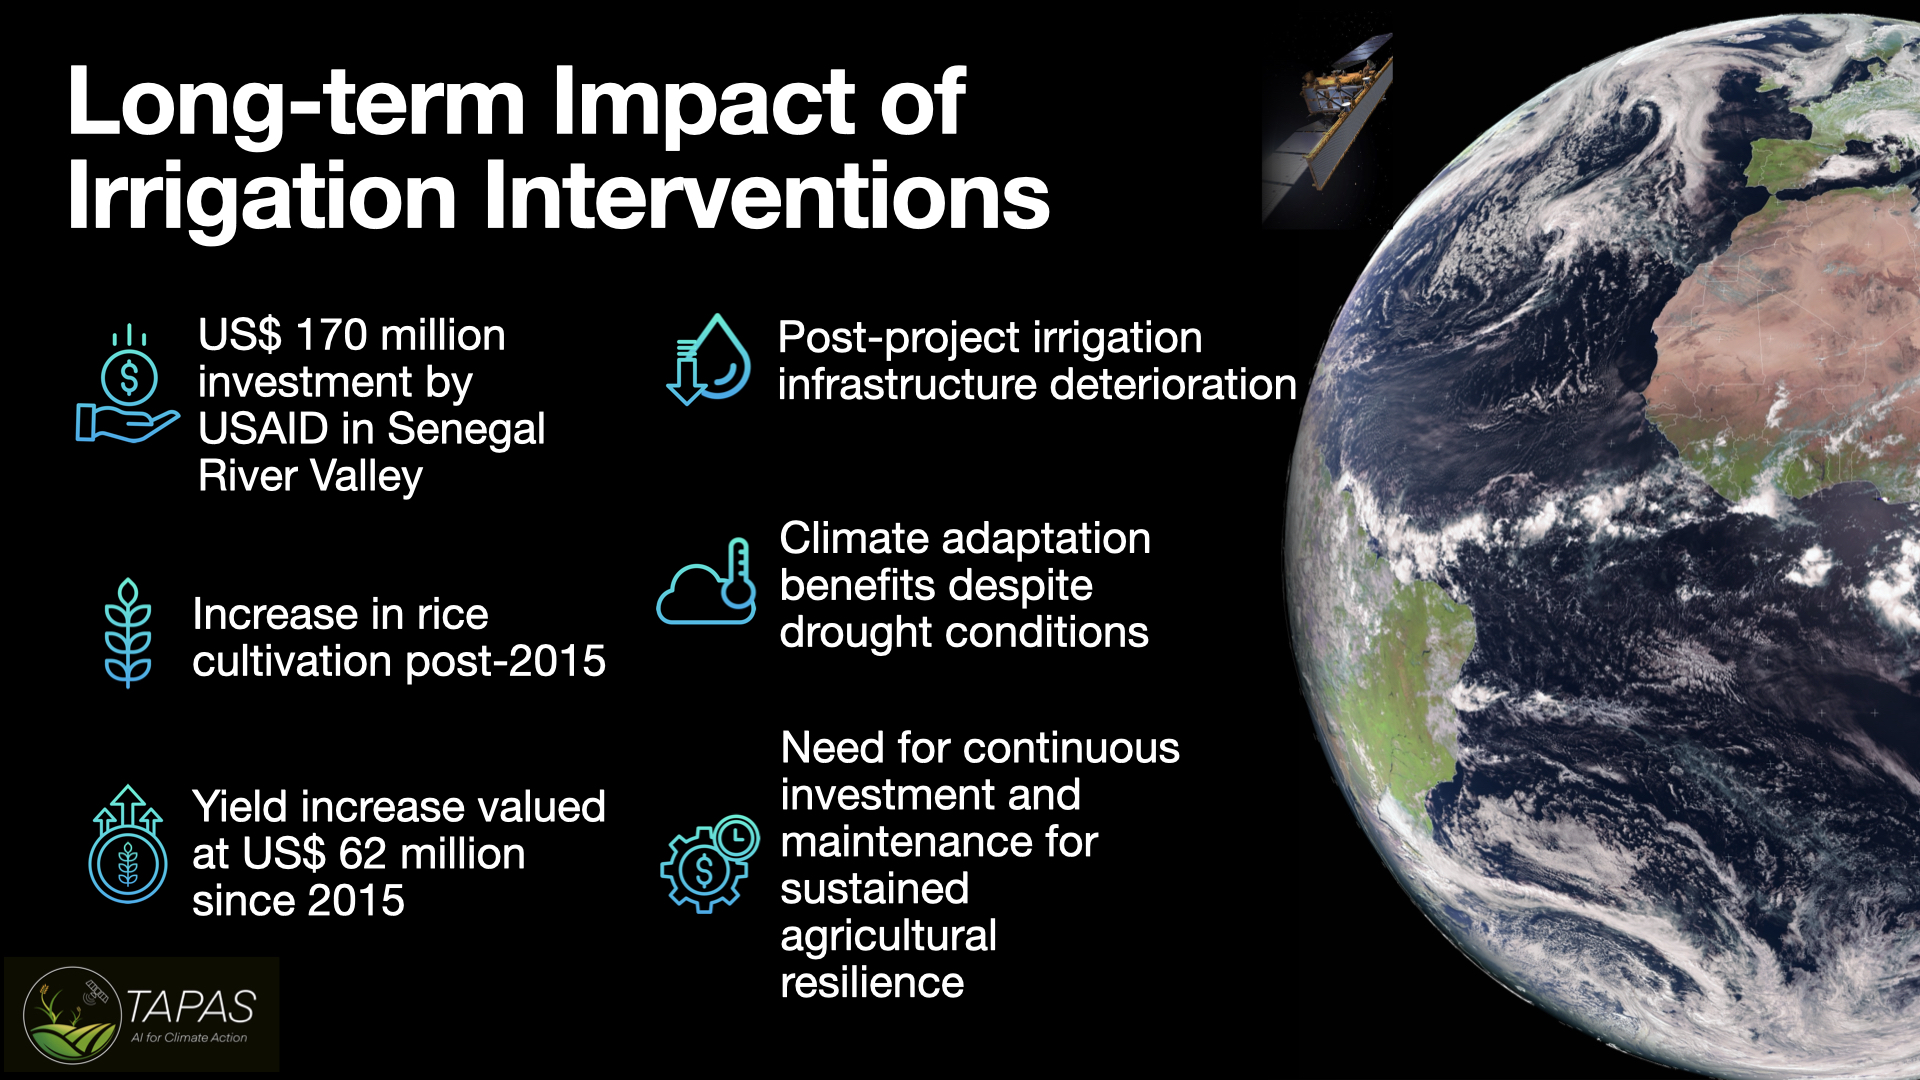 Long-term Impact of
Irrigation Interventions
US$ 170 million
investment by
USAID in Senegal
River Valley
Increase in rice
cultivation post-2015
Yield increase valued
at US$ 62 million
since 2015
Post-project irrigation
infrastructure deterioration
Climate adaptation
benefits despite
drought conditions
Need for continuous
investment and
maintenance for
sustained
agricultural
resilience
TAPAS
AI for Climate Action